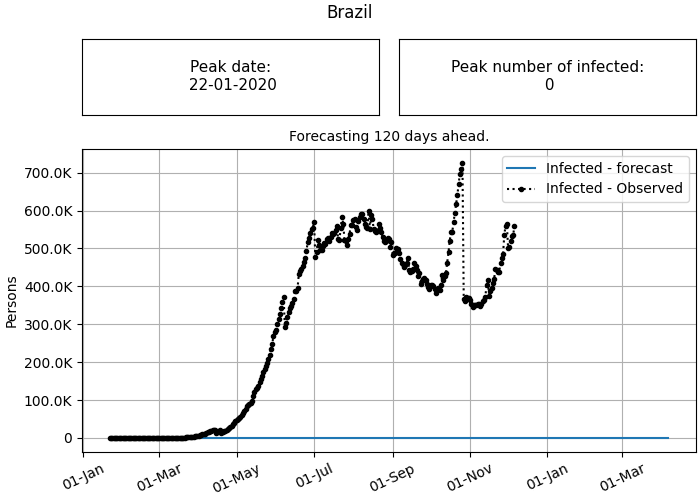 Brazil
Peak date:
22-01-2020
Peak number of infected:
0
Forecasting 120 days ahead.
Infected - forecast
Infected - Observed
Persons
700.0K
600.0K
500.0K
400.0K
300.0K
200.0K
100.0K
0
01-Jan
01-Mar
01-May
01-Jul
01-Sep
01-Nov
01-Jan
01-Mar